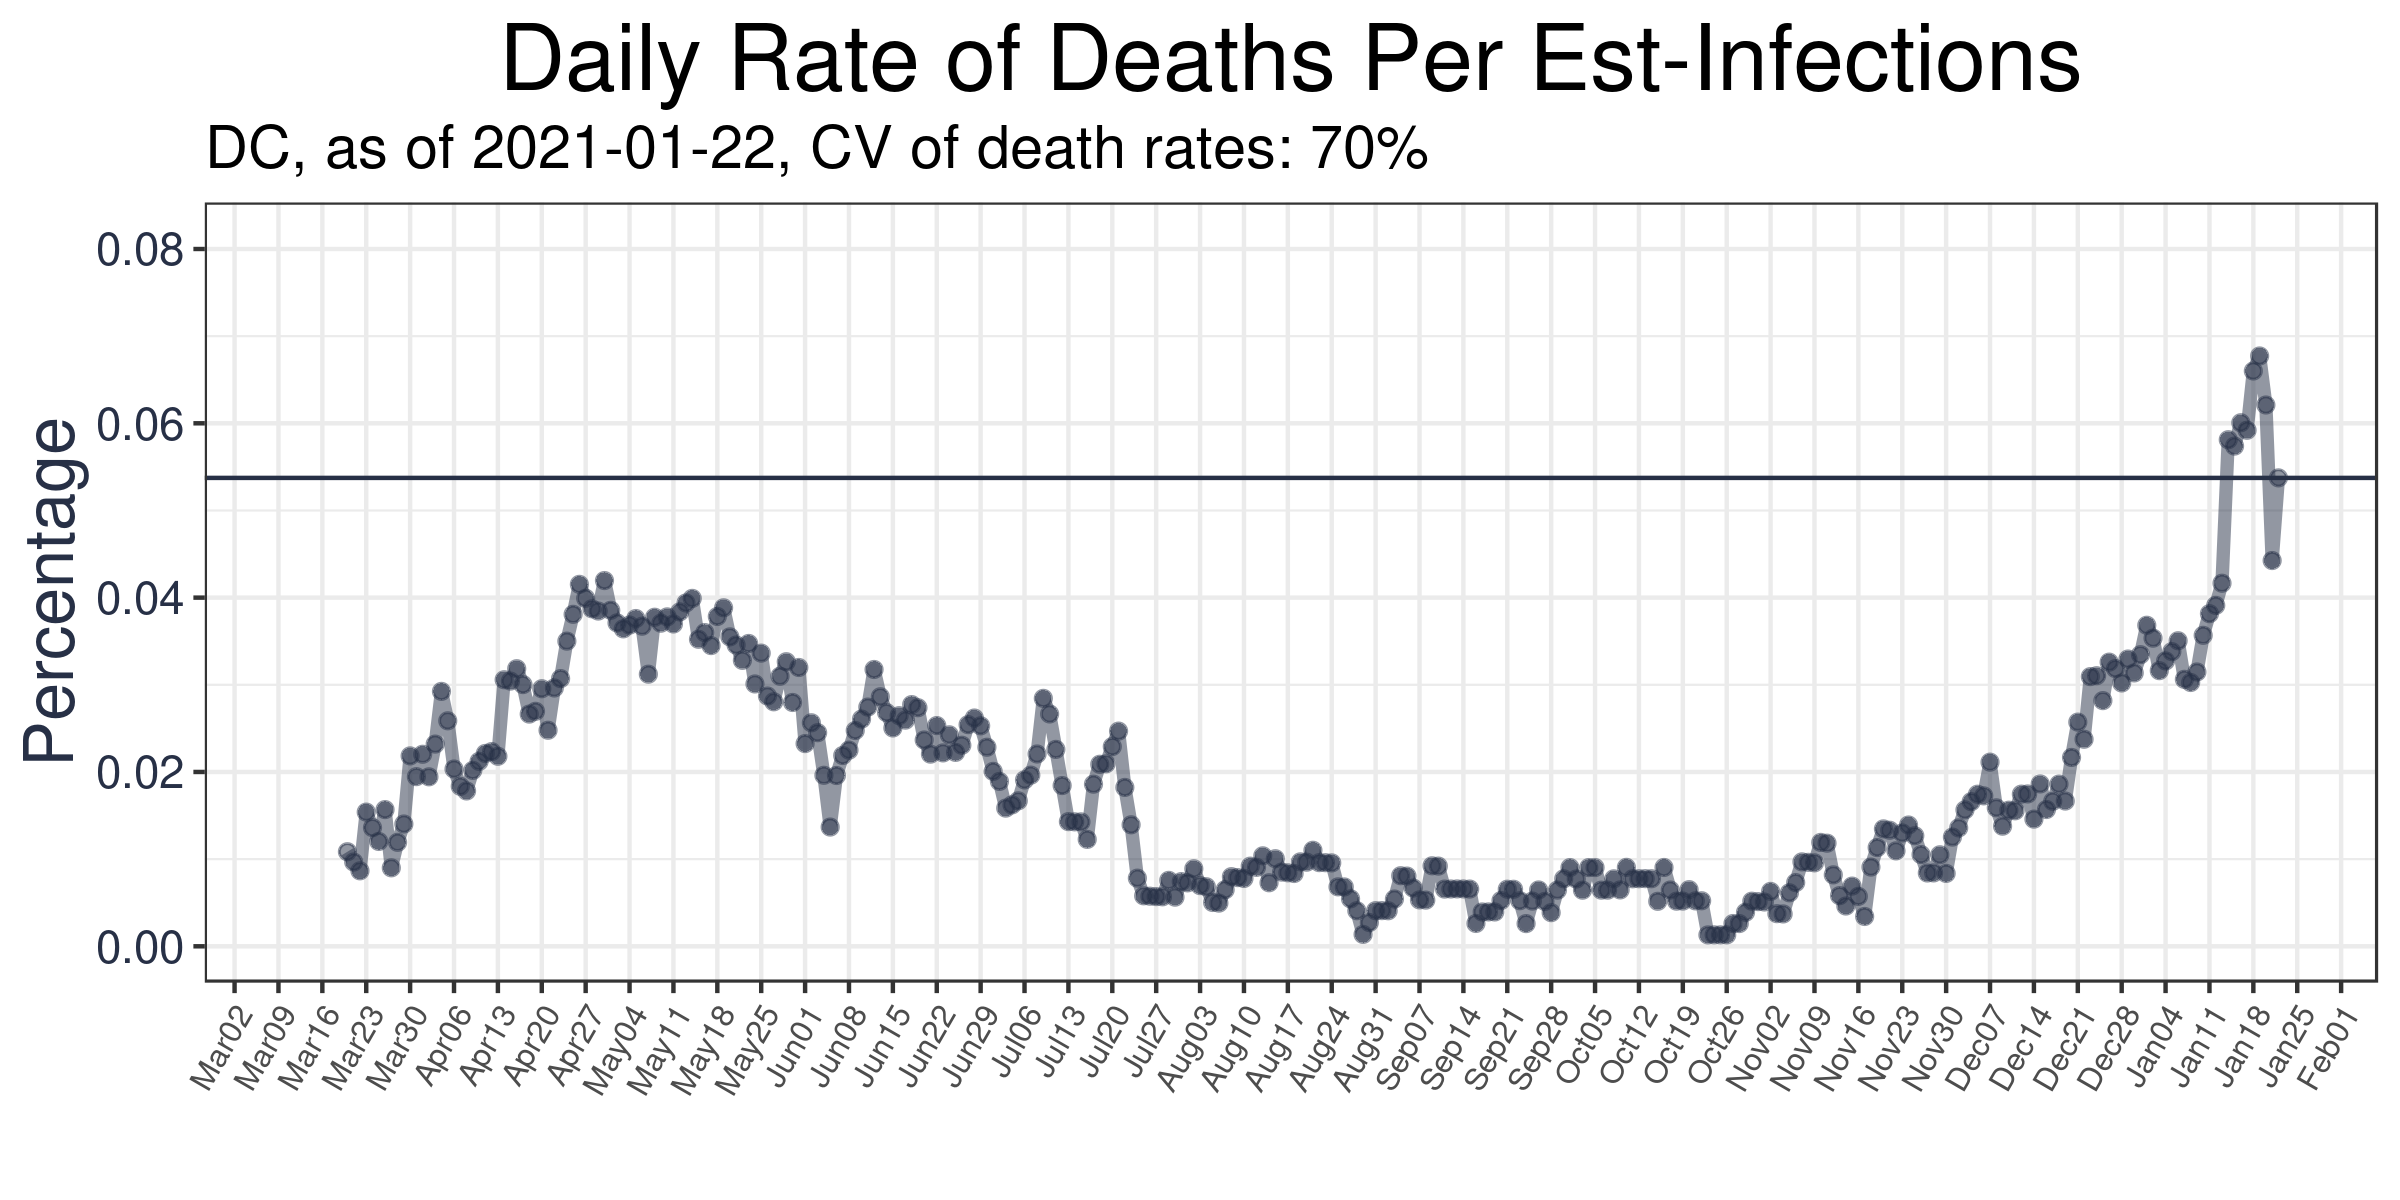 Daily Rate of Deaths Per Est-Infections
DC, as of 2021-01-22, CV of death rates: 70%
Percentage
0.08
0.06
0.04
0.02
0.00
Mar02
Mar09
Mar16
Mar23
Mar30
Apr06
Apr13
Apr20
Apr27
May04
May11
May18
May25
Jun01
Jun08
Jun15
Jun22
Jun29
Jul06
Jul13
Jul20
Jul27
Aug03
Aug10
Aug17
Aug24
Aug31
Sep07
Sep14
Sep21
Sep28
Oct05
Oct12
Oct19
Oct26
Nov02
Nov09
Nov16
Nov23
Nov30
Dec07
Dec14
Dec21
Dec28
Jan04
Jan11
Jan18
Jan25
Feb01